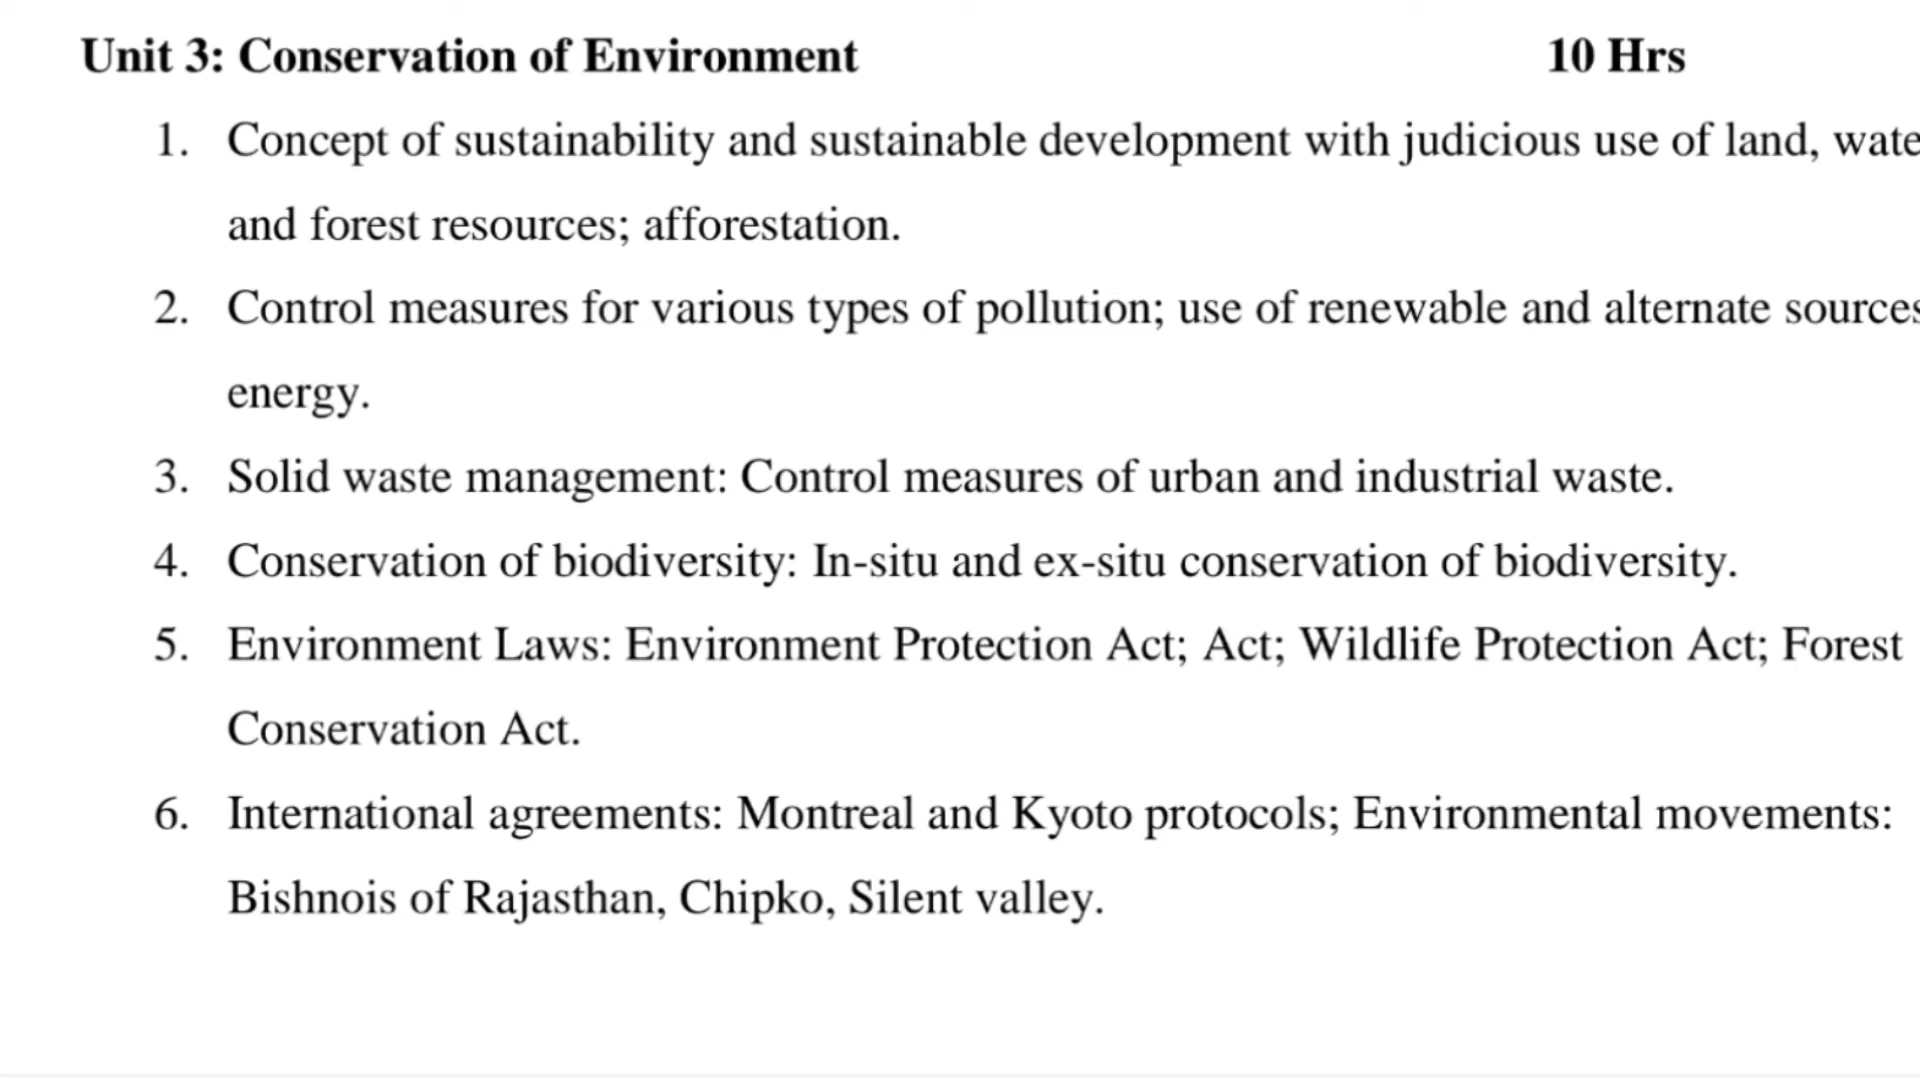 Unit 3: Conservation of Environment 10 Hrs
1. Concept of sustainability and sustainable development with judicious use of land, wate
and forest resources; afforestation.
2. Control measures for various types of pollution; use of renewable and alternate sources
energy.
3. Solid waste management: Control measures of urban and industrial waste.
4. Conservation of biodiversity: In-situ and ex-situ conservation of biodiversity.
5. Environment Laws: Environment Protection Act; Act; Wildlife Protection Act; Forest
Conservation Act.
6. International agreements: Montreal and Kyoto protocols; Environmental movements:
Bishnois of Rajasthan, Chipko, Silent valley.